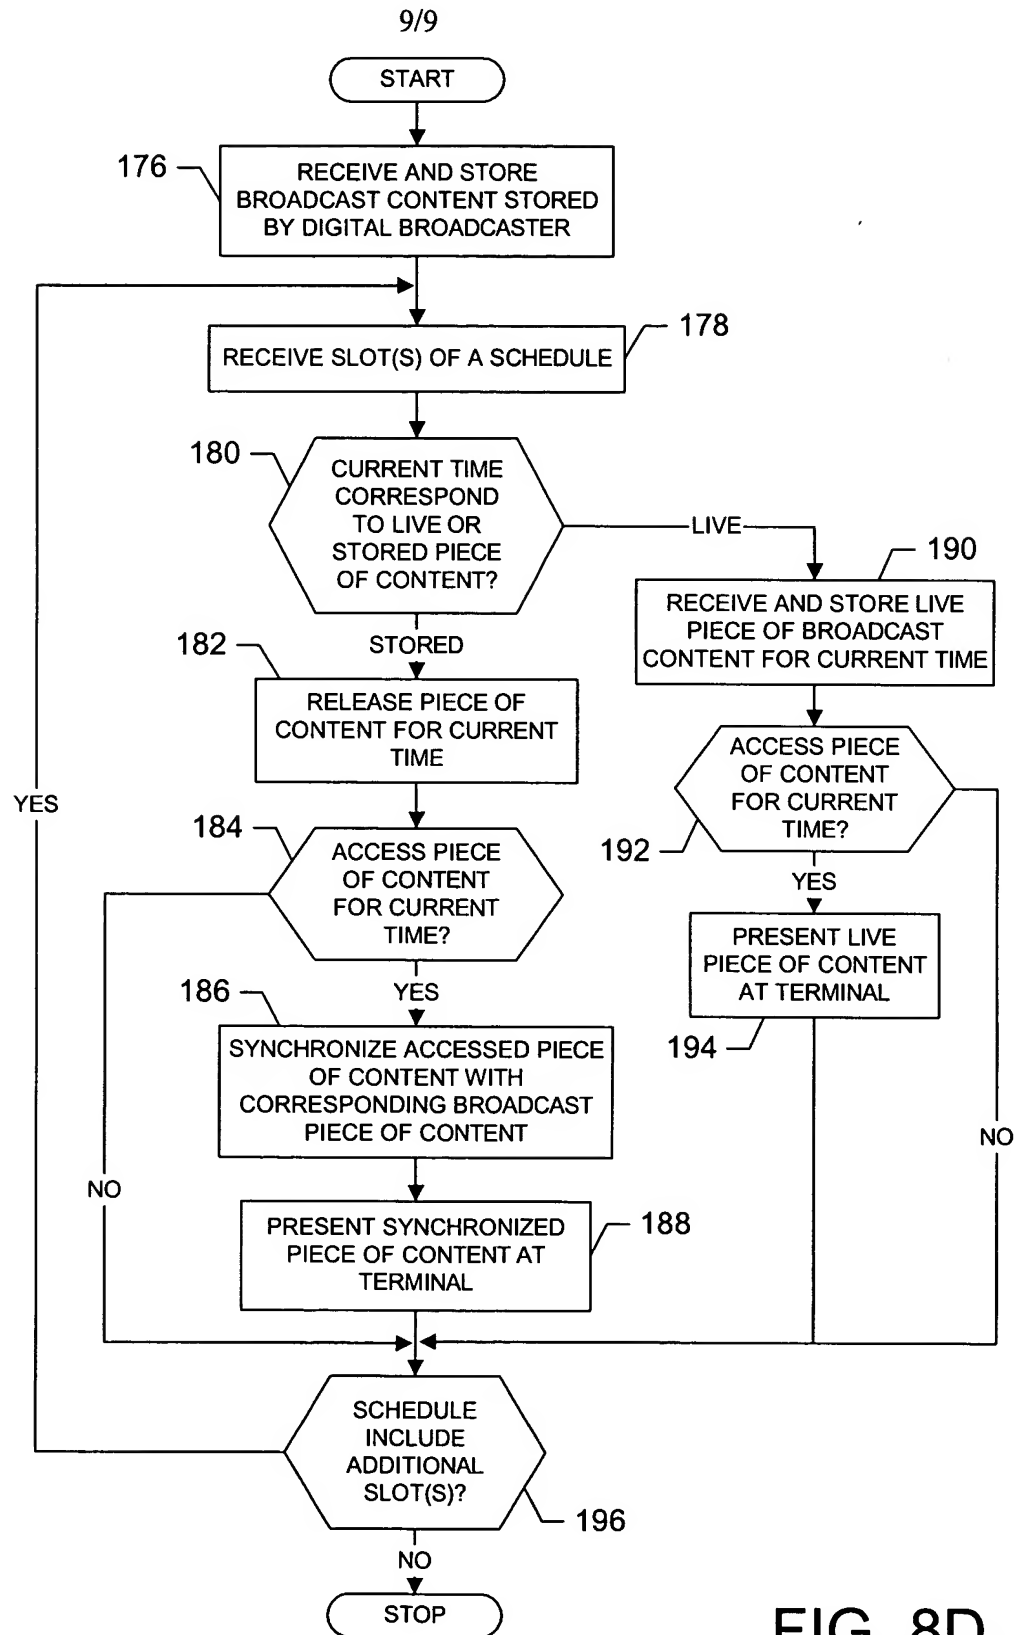 9/9
START
176
RECEIVE AND STORE
BROADCAST CONTENT STORED
BY DIGITAL BROADCASTER
178
RECEIVE SLOT(S) OF A SCHEDULE
180
CURRENT TIME
CORRESPOND
TO LIVE OR
STORED PIECE
OF CONTENT?
LIVE
190
RECEIVE AND STORE LIVE
PIECE OF BROADCAST
CONTENT FOR CURRENT TIME
STORED
182
RELEASE PIECE OF
CONTENT FOR CURRENT
TIME
ACCESS PIECE
OF CONTENT
FOR CURRENT
TIME?
192
YES
NO
YES
184
ACCESS PIECE
OF CONTENT
FOR CURRENT
TIME?
YES
NO
PRESENT LIVE
PIECE OF CONTENT
AT TERMINAL
194
186
SYNCHRONIZE ACCESSED PIECE
OF CONTENT WITH
CORRESPONDING BROADCAST
PIECE OF CONTENT
188
PRESENT SYNCHRONIZED
PIECE OF CONTENT AT
TERMINAL
SCHEDULE
INCLUDE
ADDITIONAL
SLOT(S)?
196
NO
STOP
FIG. 8D